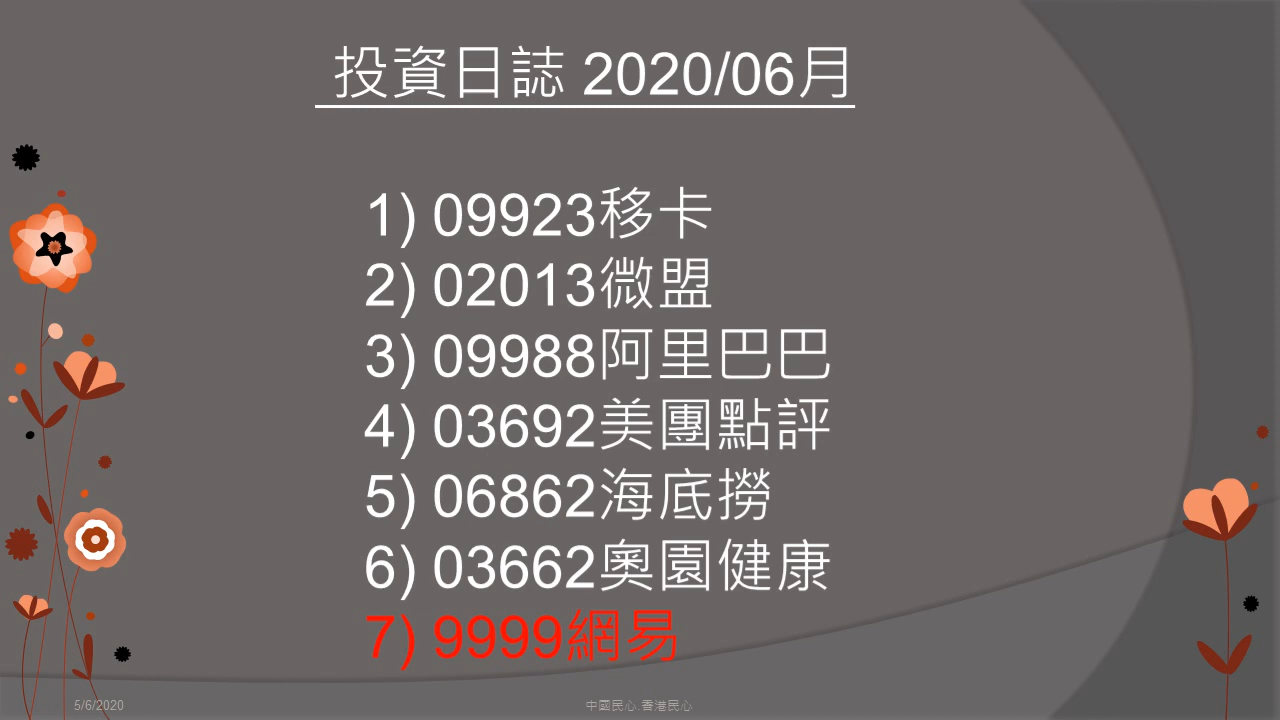 投資日誌 2020/06月
1) 09923移卡
2) 02013微盟
3) 09988阿里巴巴
4) 03692美團點評
5) 06862海底撈
6) 03662奧園健康
7) 9999網易
5/6/2020
中國民心.香港民心